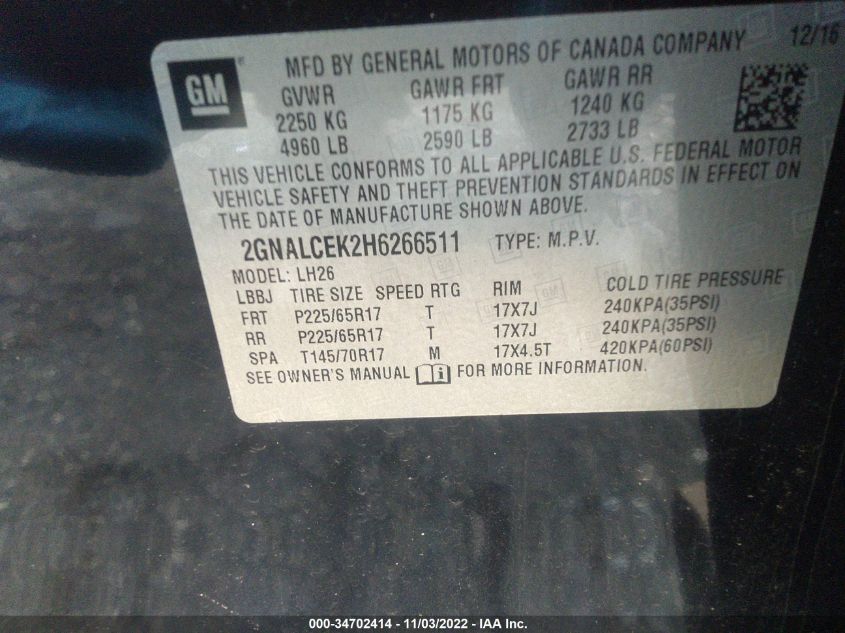 GM
MFD BY GENERAL MOTORS OF CANADA COMPANY 12/16
GVWR GAWR FRT GAWR RR
2250 KG 1175 KG 1240 KG
4960 LB 2590 LB 2733 LB
THIS VEHICLE CONFORMS TO ALL APPLICABLE U.S. FEDERAL MOTOR
VEHICLE SAFETY AND THEFT PREVENTION STANDARDS IN EFFECT ON
THE DATE OF MANUFACTURE SHOWN ABOVE.
2GNALCEK2H6266511 TYPE: M.P.V.
MODEL: LH26
LBBJ TIRE SIZE SPEED RTG RIM COLD TIRE PRESSURE
FRT P225/65R17 T 17X7J 240KPA(35PSI)
RR P225/65R17 T 17X7J 240KPA(35PSI)
SPA T145/70R17 M 17X4.5T 420KPA(60PSI)
SEE OWNER'S MANUAL FOR MORE INFORMATION.
000-34702414 - 11/03/2022 - IAA Inc.